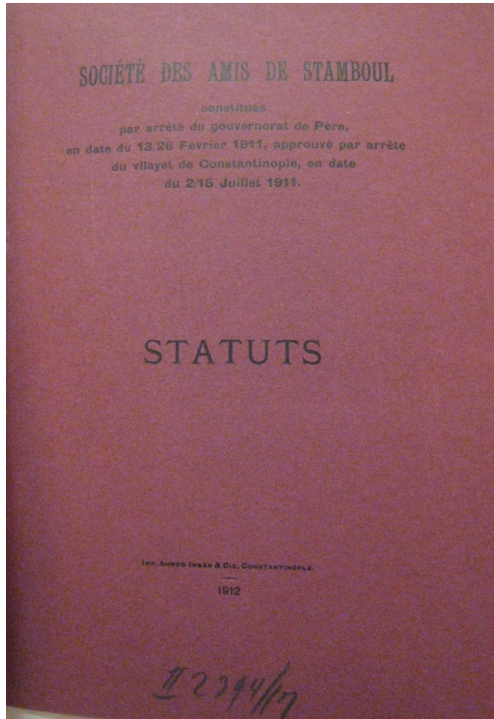 SOCIÉTÉ DES AMIS DE STAMBOUL
constituée
par arrêté du gouvernorat de Péra,
en date du 13/26 Février 1911, approuvé par arrêté
du vilayet de Constantinople, en date
du 2/15 Juillet 1911.
STATUTS
IMP. AHMED IHSAN & CIE, CONSTANTINOPLE.
1912